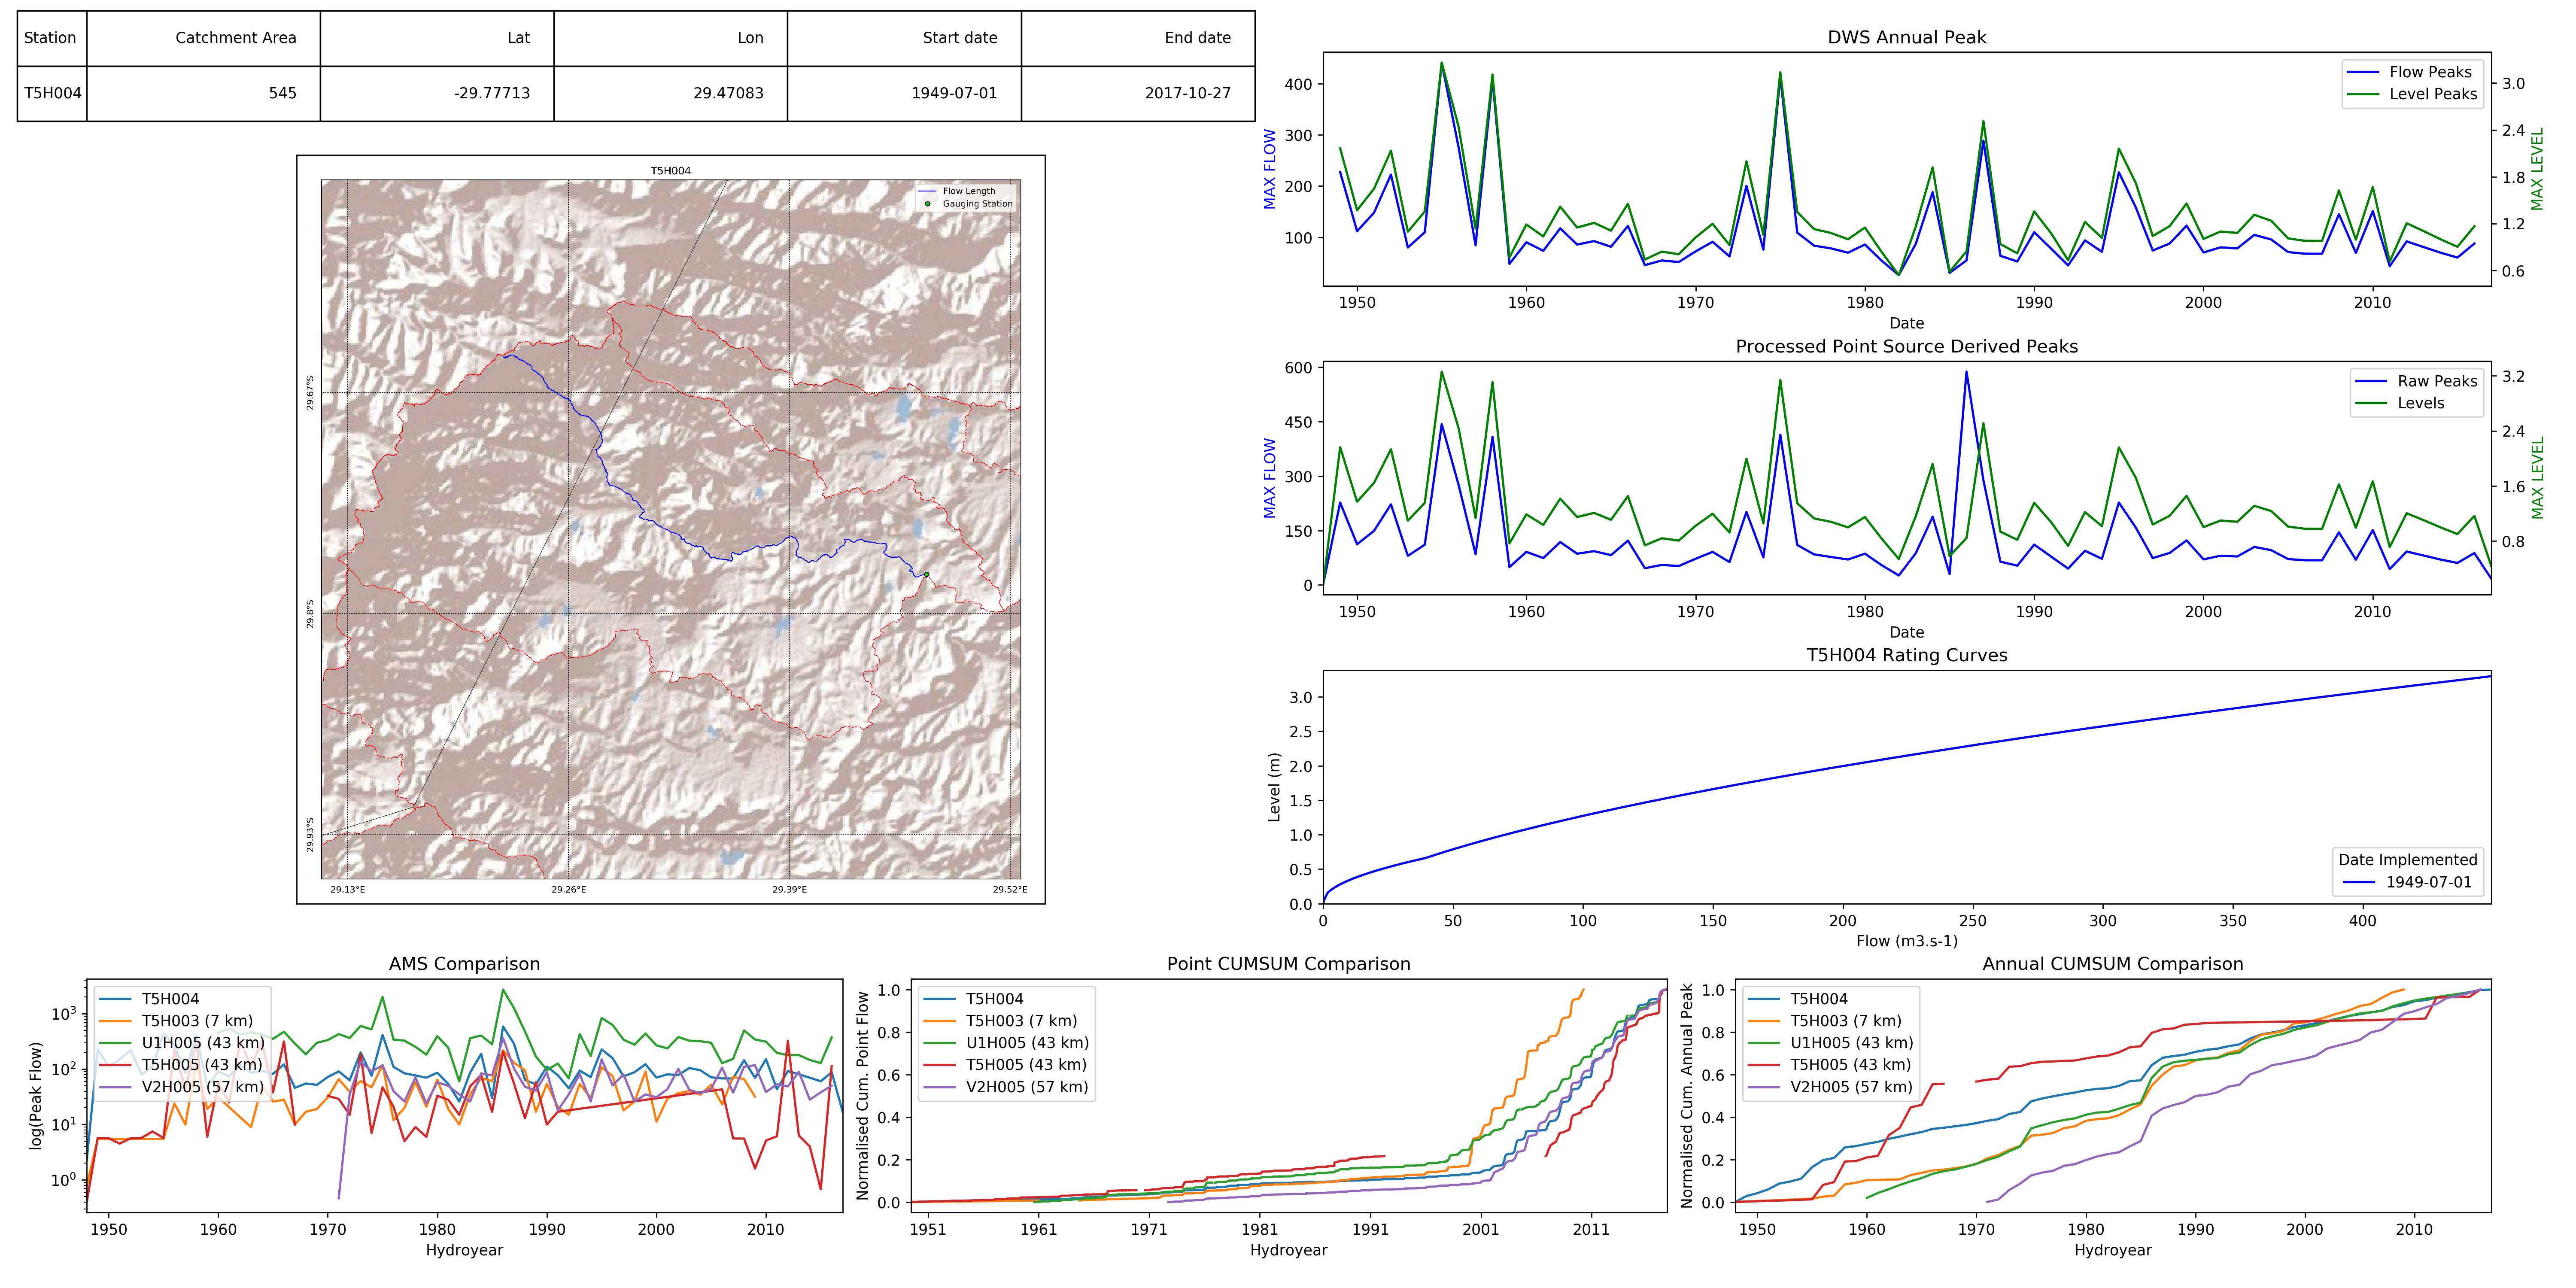 Station Catchment Area Lat Lon Start date End date
T5H004 545 -29.77713 29.47083 1949-07-01 2017-10-27
T5H004
Flow Length
Gauging Station
29.67°S
29.8°S
29.93°S
29.13°E 29.26°E 29.39°E 29.52°E
DWS Annual Peak
Flow Peaks
Level Peaks
MAX FLOW
400
300
200
100
MAX LEVEL
3.0
2.4
1.8
1.2
0.6
1950 1960 1970 1980 1990 2000 2010
Date
Processed Point Source Derived Peaks
Raw Peaks
Levels
MAX FLOW
600
450
300
150
0
MAX LEVEL
3.2
2.4
1.6
0.8
1950 1960 1970 1980 1990 2000 2010
Date
T5H004 Rating Curves
Level (m)
3.0
2.5
2.0
1.5
1.0
0.5
0.0
Date Implemented
1949-07-01
0 50 100 150 200 250 300 350 400
Flow (m3.s-1)
AMS Comparison
T5H004
T5H003 (7 km)
U1H005 (43 km)
T5H005 (43 km)
V2H005 (57 km)
log(Peak Flow)
10³
10²
10¹
10⁰
1950 1960 1970 1980 1990 2000 2010
Hydroyear
Point CUMSUM Comparison
T5H004
T5H003 (7 km)
U1H005 (43 km)
T5H005 (43 km)
V2H005 (57 km)
Normalised Cum. Point Flow
1.0
0.8
0.6
0.4
0.2
0.0
1951 1961 1971 1981 1991 2001 2011
Hydroyear
Annual CUMSUM Comparison
T5H004
T5H003 (7 km)
U1H005 (43 km)
T5H005 (43 km)
V2H005 (57 km)
Normalised Cum. Annual Peak
1.0
0.8
0.6
0.4
0.2
0.0
1950 1960 1970 1980 1990 2000 2010
Hydroyear